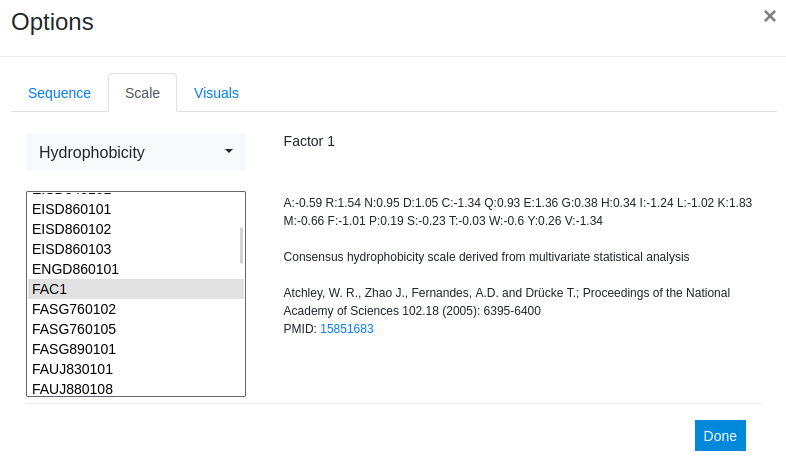 Options
×
Sequence
Scale
Visuals
Hydrophobicity
Factor 1
EISD860101
EISD860102
EISD860103
ENGD860101
FAC1
FASG760102
FASG760105
FASG890101
FAUJ830101
FAUJ880108
A:-0.59 R:1.54 N:0.95 D:1.05 C:-1.34 Q:0.93 E:1.36 G:0.38 H:0.34 I:-1.24 L:-1.02 K:1.83
M:-0.66 F:-1.01 P:0.19 S:-0.23 T:-0.03 W:-0.6 Y:0.26 V:-1.34
Consensus hydrophobicity scale derived from multivariate statistical analysis
Atchley, W. R., Zhao J., Fernandes, A.D. and Drücke T.; Proceedings of the National
Academy of Sciences 102.18 (2005): 6395-6400
PMID: 15851683
Done